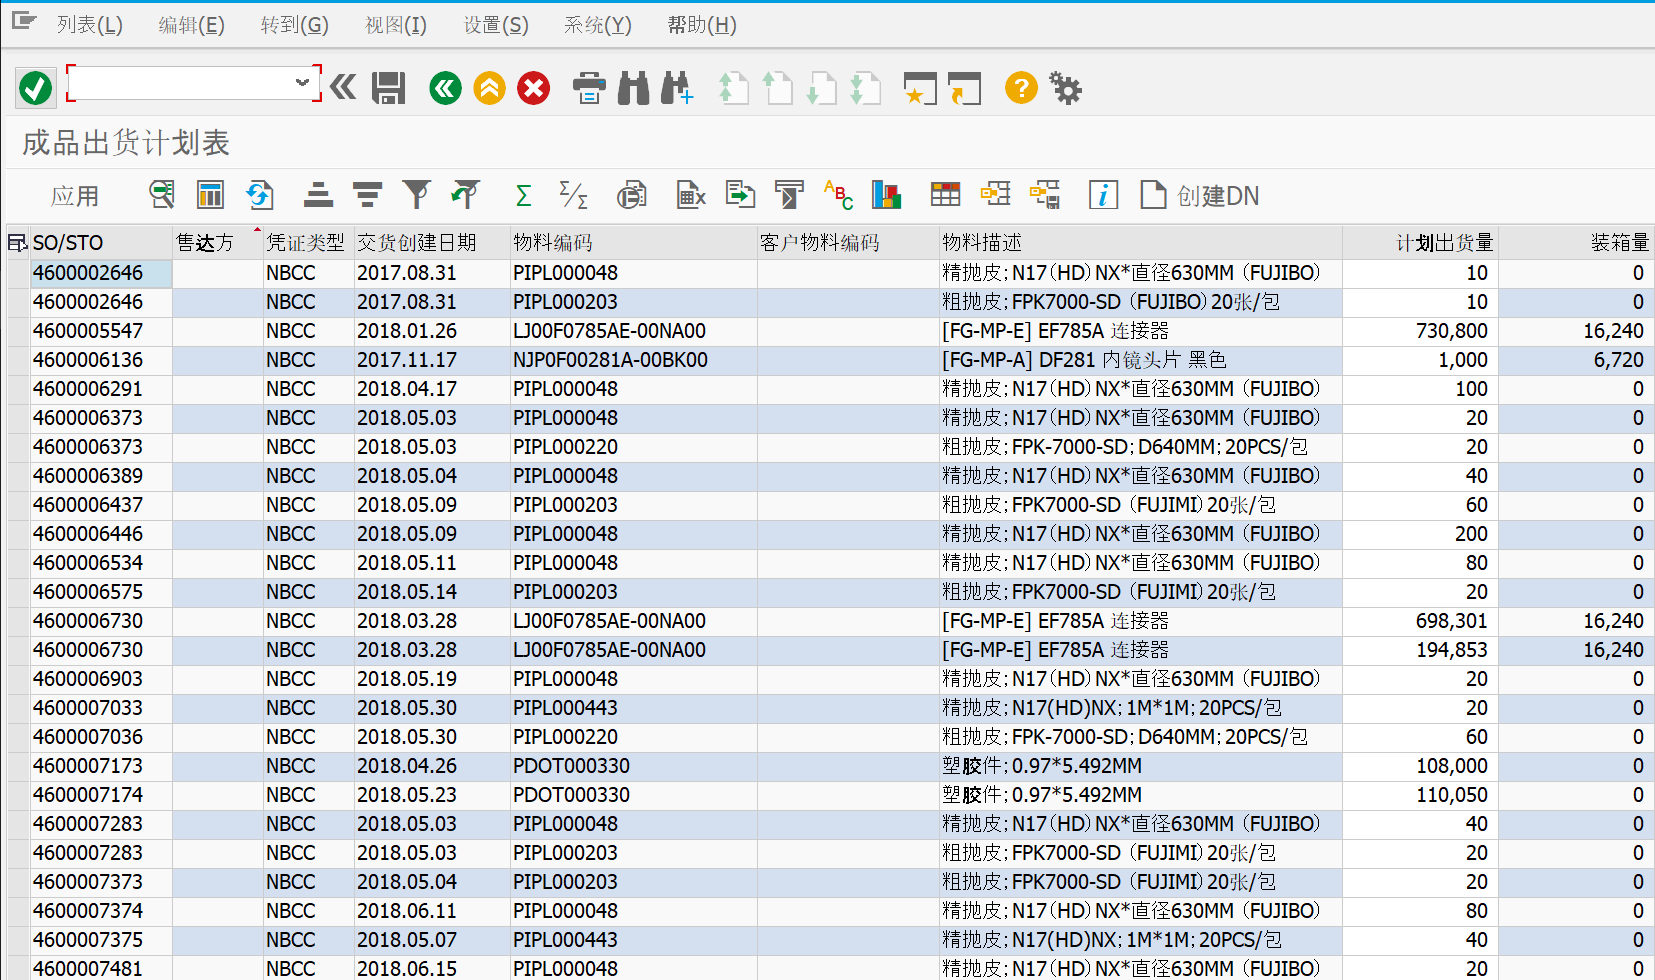 列表(L) 编辑(E) 转到(G) 视图(I) 设置(S) 系统(Y) 帮助(H)
成品出货计划表
应用 创建DN
SO/STO 售达方 凭证类型 交货创建日期 物料编码 客户物料编码 物料描述 计划出货量 装箱量
4600002646 NBCC 2017.08.31 PIPL000048 精抛皮;N17(HD)NX*直径630MM（FUJIBO） 10 0
4600002646 NBCC 2017.08.31 PIPL000203 粗抛皮;FPK7000-SD（FUJIBO）20张/包 10 0
4600005547 NBCC 2018.01.26 LJ00F0785AE-00NA00 [FG-MP-E] EF785A 连接器 730,800 16,240
4600006136 NBCC 2017.11.17 NJP0F00281A-00BK00 [FG-MP-A] DF281 内镜头片 黑色 1,000 6,720
4600006291 NBCC 2018.04.17 PIPL000048 精抛皮;N17(HD)NX*直径630MM（FUJIBO） 100 0
4600006373 NBCC 2018.05.03 PIPL000048 精抛皮;N17(HD)NX*直径630MM（FUJIBO） 20 0
4600006373 NBCC 2018.05.03 PIPL000220 粗抛皮;FPK-7000-SD;D640MM;20PCS/包 20 0
4600006389 NBCC 2018.05.04 PIPL000048 精抛皮;N17(HD)NX*直径630MM（FUJIBO） 40 0
4600006437 NBCC 2018.05.09 PIPL000203 粗抛皮;FPK7000-SD（FUJIMI）20张/包 60 0
4600006446 NBCC 2018.05.09 PIPL000048 精抛皮;N17(HD)NX*直径630MM（FUJIBO） 200 0
4600006534 NBCC 2018.05.11 PIPL000048 精抛皮;N17(HD)NX*直径630MM（FUJIBO） 80 0
4600006575 NBCC 2018.05.14 PIPL000203 粗抛皮;FPK7000-SD（FUJIMI）20张/包 20 0
4600006730 NBCC 2018.03.28 LJ00F0785AE-00NA00 [FG-MP-E] EF785A 连接器 698,301 16,240
4600006730 NBCC 2018.03.28 LJ00F0785AE-00NA00 [FG-MP-E] EF785A 连接器 194,853 16,240
4600006903 NBCC 2018.05.19 PIPL000048 精抛皮;N17(HD)NX*直径630MM（FUJIBO） 20 0
4600007033 NBCC 2018.05.30 PIPL000443 精抛皮;N17(HD)NX;1M*1M;20PCS/包 20 0
4600007036 NBCC 2018.05.30 PIPL000220 粗抛皮;FPK-7000-SD;D640MM;20PCS/包 60 0
4600007173 NBCC 2018.04.26 PDOT000330 塑胶件;0.97*5.492MM 108,000 0
4600007174 NBCC 2018.05.23 PDOT000330 塑胶件;0.97*5.492MM 110,050 0
4600007283 NBCC 2018.05.03 PIPL000048 精抛皮;N17(HD)NX*直径630MM（FUJIBO） 40 0
4600007283 NBCC 2018.05.03 PIPL000203 粗抛皮;FPK7000-SD（FUJIMI）20张/包 20 0
4600007373 NBCC 2018.05.04 PIPL000203 粗抛皮;FPK7000-SD（FUJIMI）20张/包 20 0
4600007374 NBCC 2018.06.11 PIPL000048 精抛皮;N17(HD)NX*直径630MM（FUJIBO） 80 0
4600007375 NBCC 2018.05.07 PIPL000443 精抛皮;N17(HD)NX;1M*1M;20PCS/包 40 0
4600007481 NBCC 2018.06.15 PIPL000048 精抛皮;N17(HD)NX*直径630MM（FUJIBO） 20 0